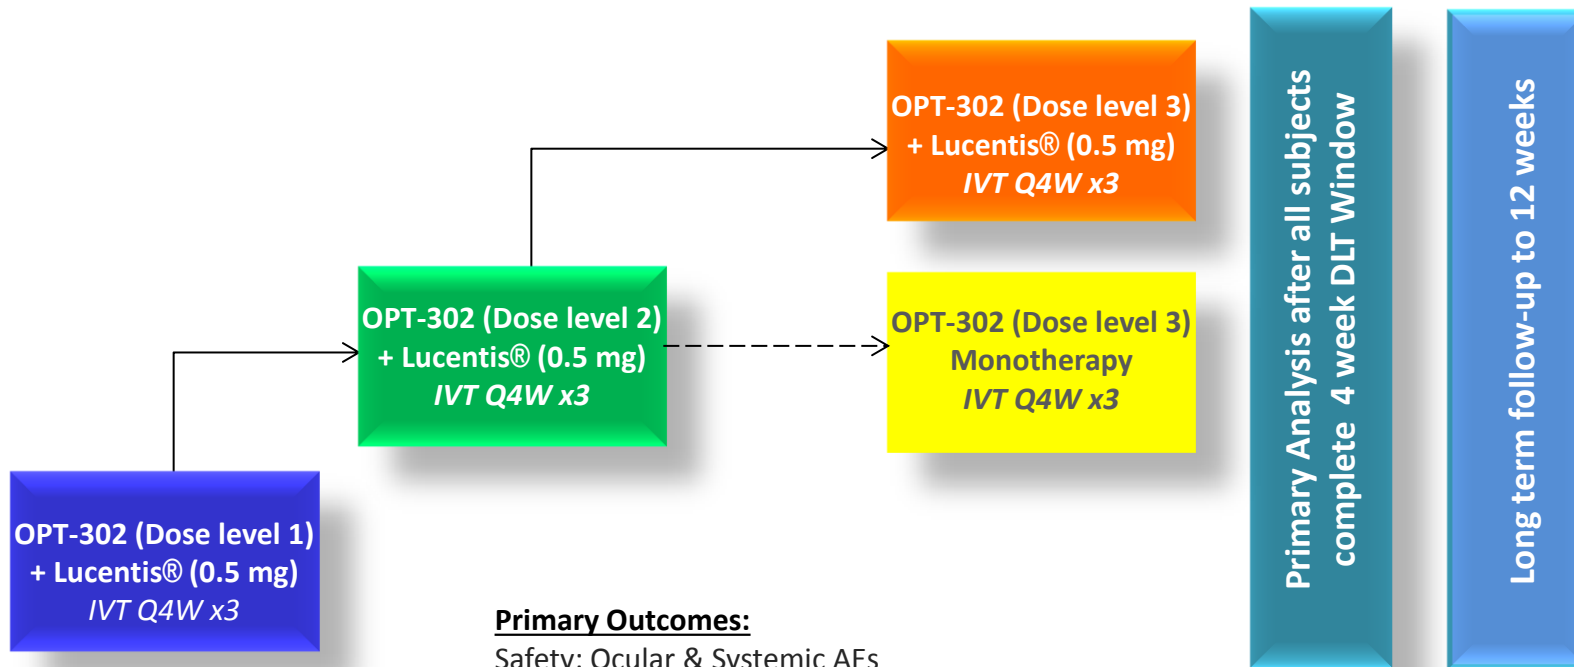 OPT-302 (Dose level 3)
+ Lucentis® (0.5 mg)
IVT Q4W x3
OPT-302 (Dose level 2)
+ Lucentis® (0.5 mg)
IVT Q4W x3
OPT-302 (Dose level 3)
Monotherapy
IVT Q4W x3
OPT-302 (Dose level 1)
+ Lucentis® (0.5 mg)
IVT Q4W x3
Primary Outcomes:
Safety: Ocular & Systemic AEs
Primary Analysis after all subjects
complete 4 week DLT Window
Long term follow-up to 12 weeks